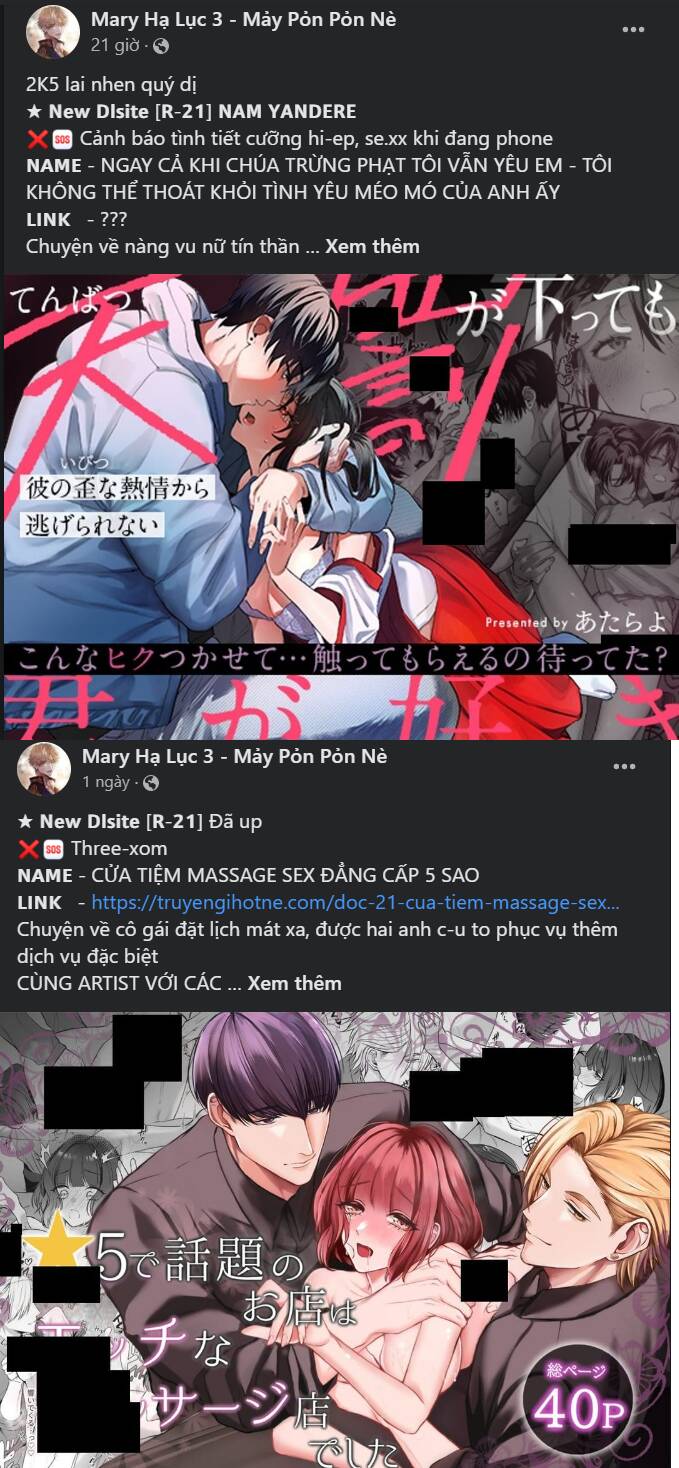 Mary Hạ Lục 3 - Mảy Pỏn Pỏn Nè
21 giờ ·
2K5 lai nhen quý dị
★ New Dlsite [R-21] NAM YANDERE
❌🆘 Cảnh báo tình tiết cưỡng hi-ep, se.xx khi đang phone
NAME - NGAY CẢ KHI CHÚA TRỪNG PHẠT TÔI VẪN YÊU EM - TÔI
KHÔNG THỂ THOÁT KHỎI TÌNH YÊU MÉO MÓ CỦA ANH ẤY
LINK - ???
Chuyện về nàng vu nữ tín thần ... Xem thêm
てんばつ
天罰が下っても
いびつ
彼の歪な熱情から
逃げられない
Presented by あたらよ
こんなヒクつかせて…触ってもらえるの待ってた?
君が好き
Mary Hạ Lục 3 - Mảy Pỏn Pỏn Nè
1 ngày ·
★ New Dlsite [R-21] Đã up
❌🆘 Three-xom
NAME - CỬA TIỆM MASSAGE SEX ĐẲNG CẤP 5 SAO
LINK - https://truyengihotne.com/doc-21-cua-tiem-massage-sex...
Chuyện về cô gái đặt lịch mát xa, được hai anh c-u to phục vụ thêm
dịch vụ đặc biệt
CÙNG ARTIST VỚI CÁC ... Xem thêm
★5で話題の
お店は
エッチな
サージ店
でした
総ページ
40P